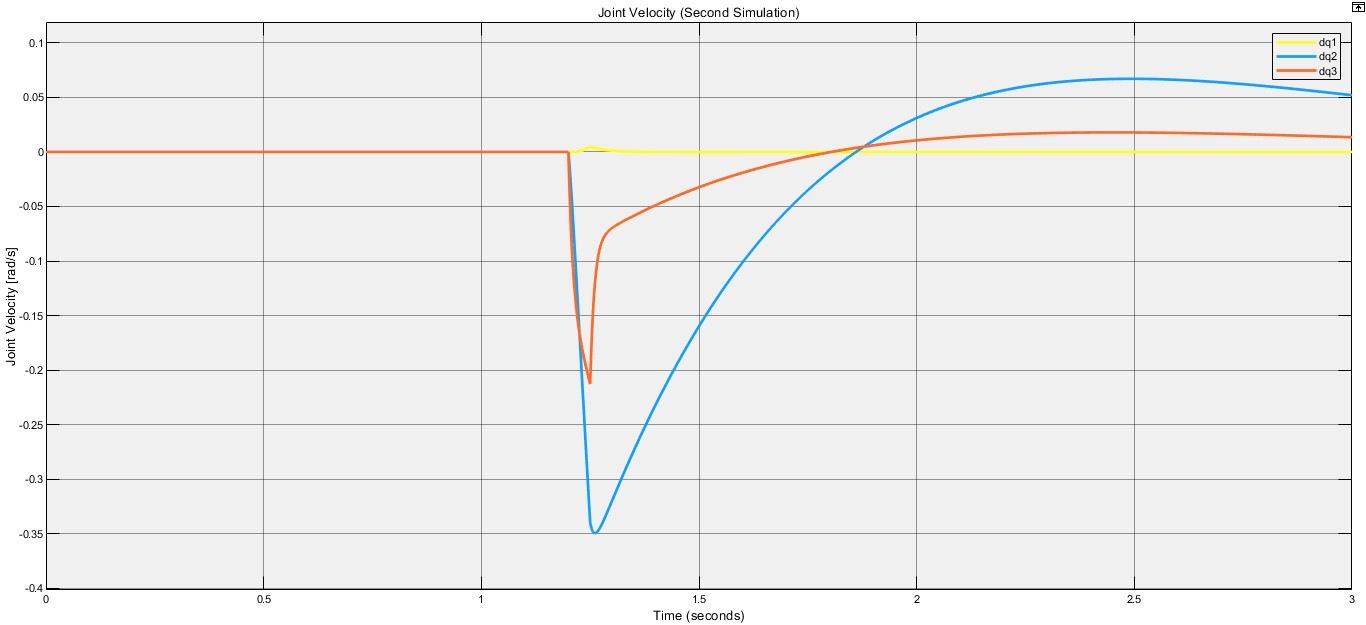 Joint Velocity (Second Simulation)
dq1
dq2
dq3
Joint Velocity [rad/s]
0.1
0.05
0
-0.05
-0.1
-0.15
-0.2
-0.25
-0.3
-0.35
-0.4
0 0.5 1 1.5 2 2.5 3
Time (seconds)